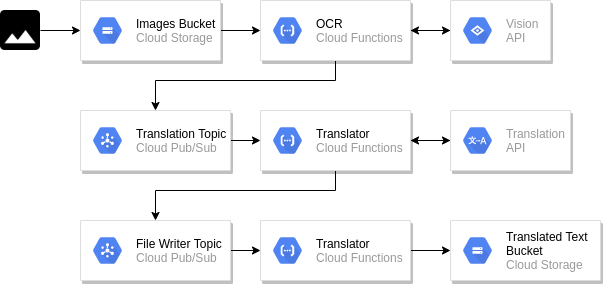 Images Bucket
Cloud Storage
OCR
Cloud Functions
Vision
API
Translation Topic
Cloud Pub/Sub
Translator
Cloud Functions
文→A
Translation
API
File Writer Topic
Cloud Pub/Sub
Translator
Cloud Functions
Translated Text
Bucket
Cloud Storage